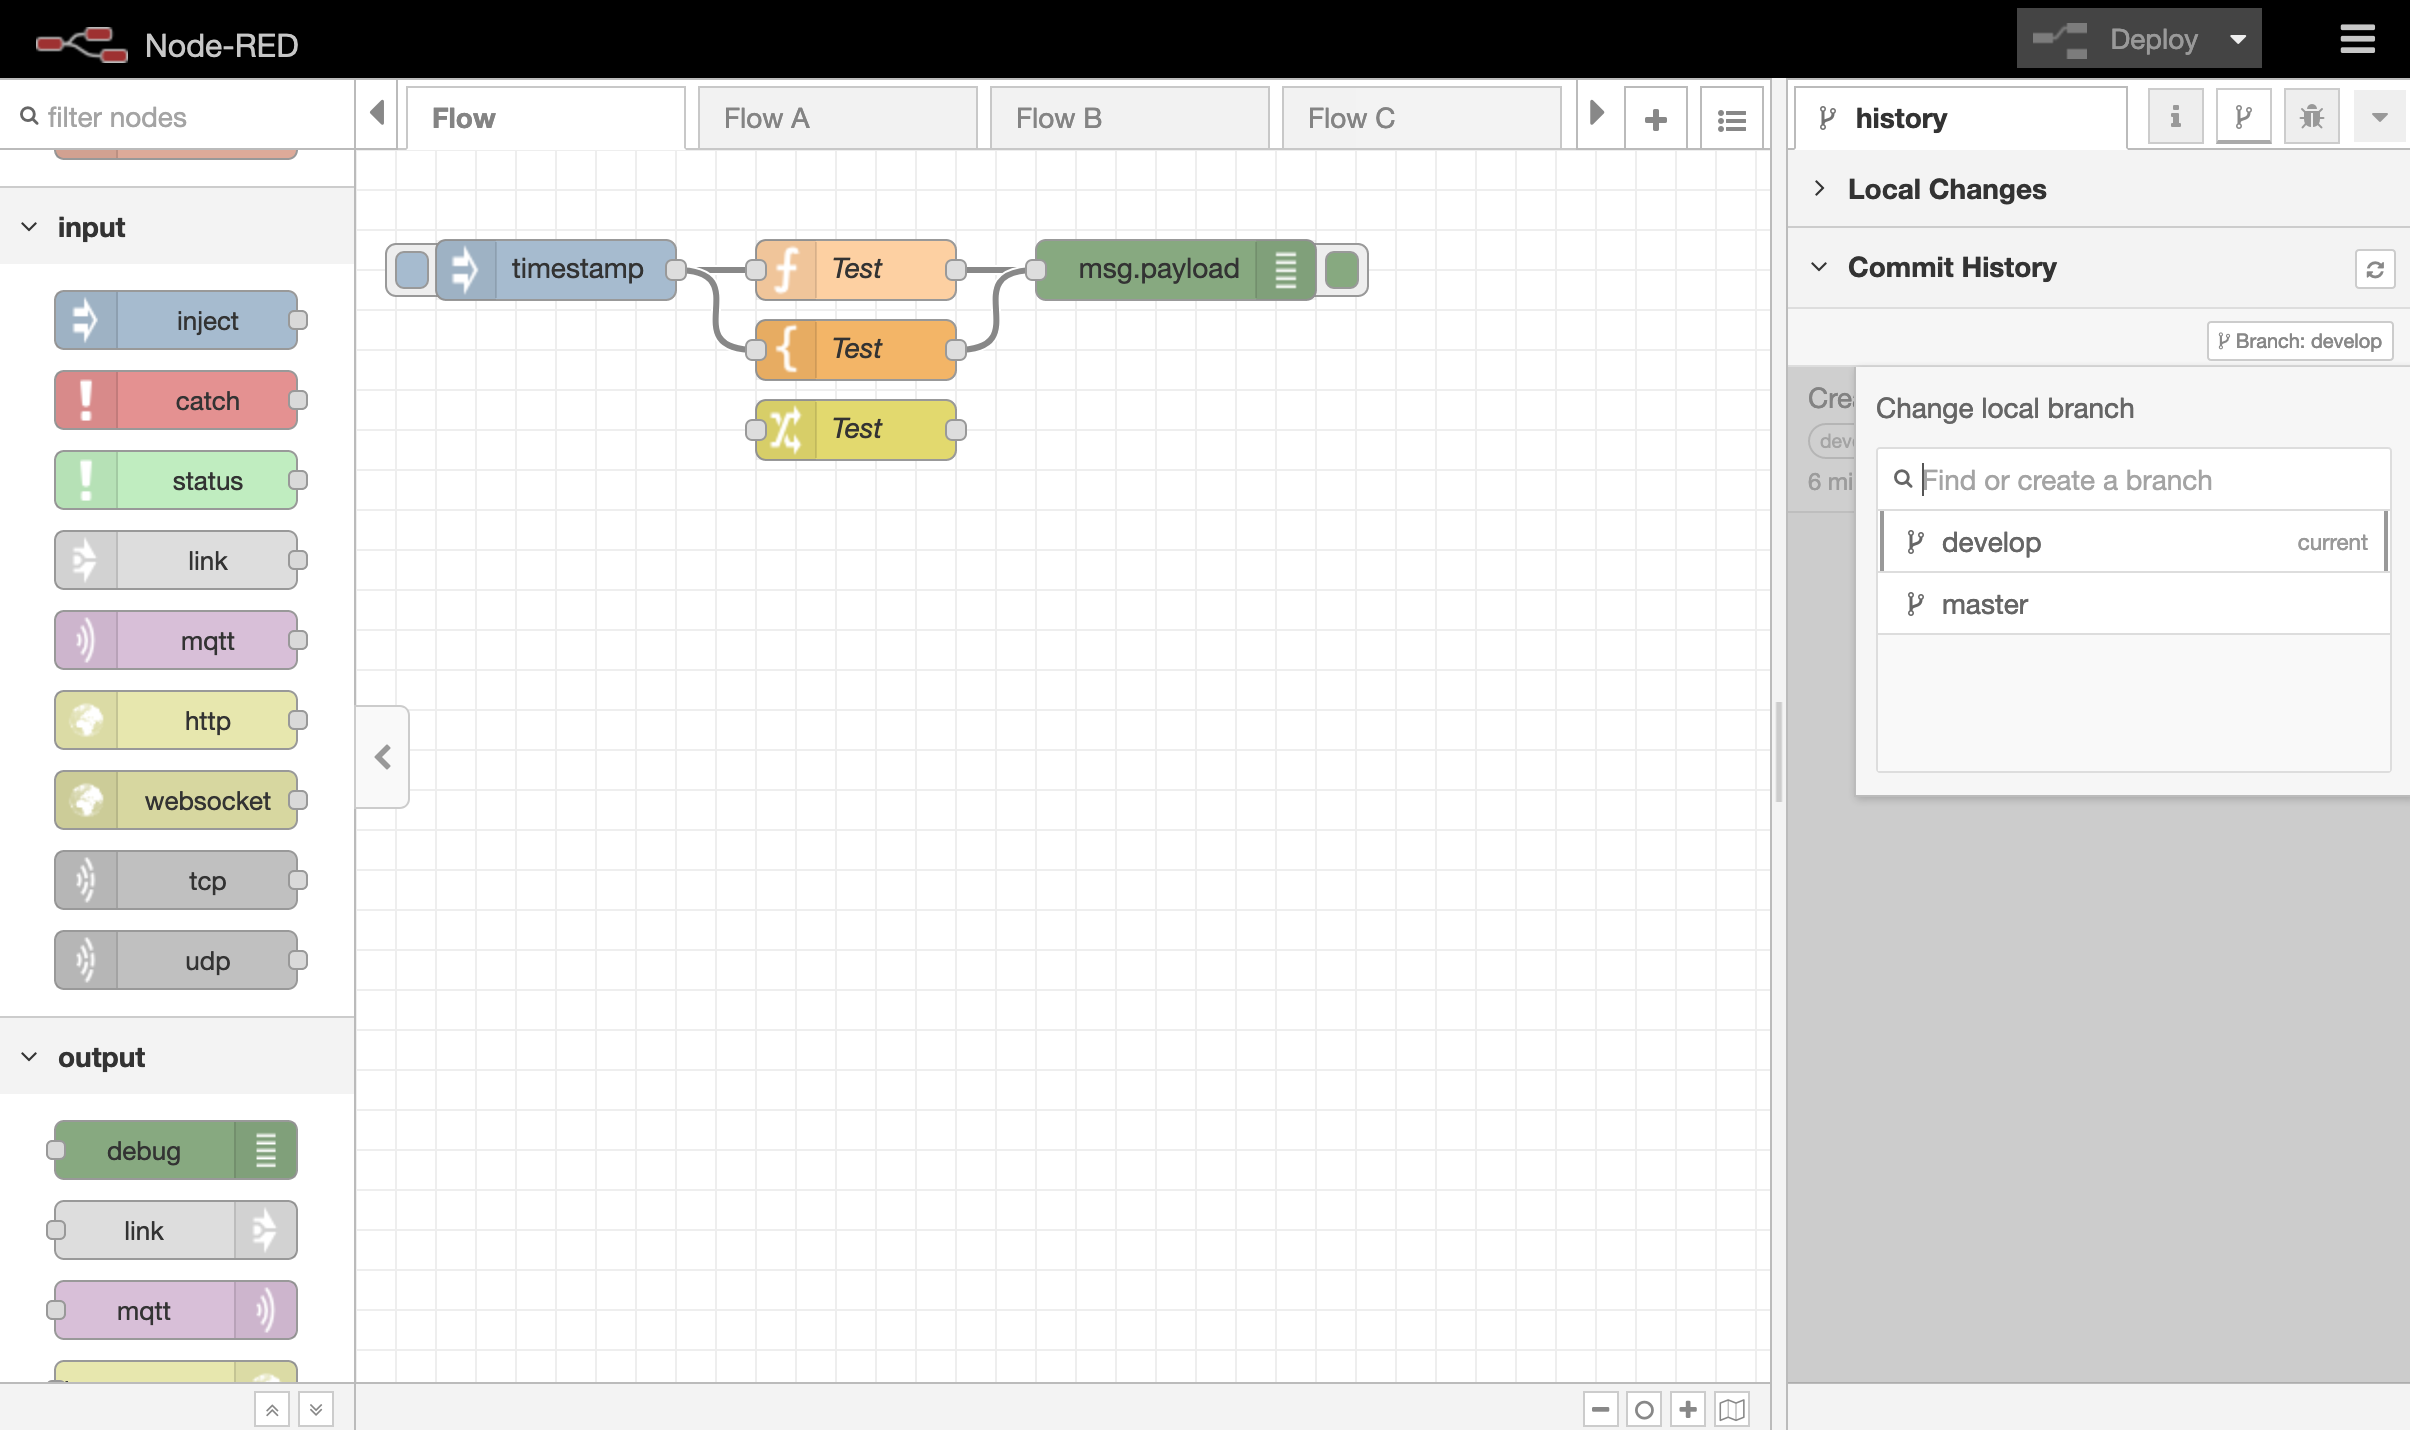 Node-RED
Deploy
filter nodes
Flow
Flow A
Flow B
Flow C
history
input
inject
catch
status
link
mqtt
http
websocket
tcp
udp
output
debug
link
mqtt
timestamp
Test
msg.payload
Test
Test
Local Changes
Commit History
Branch: develop
6 mi
Change local branch
Find or create a branch
develop current
master